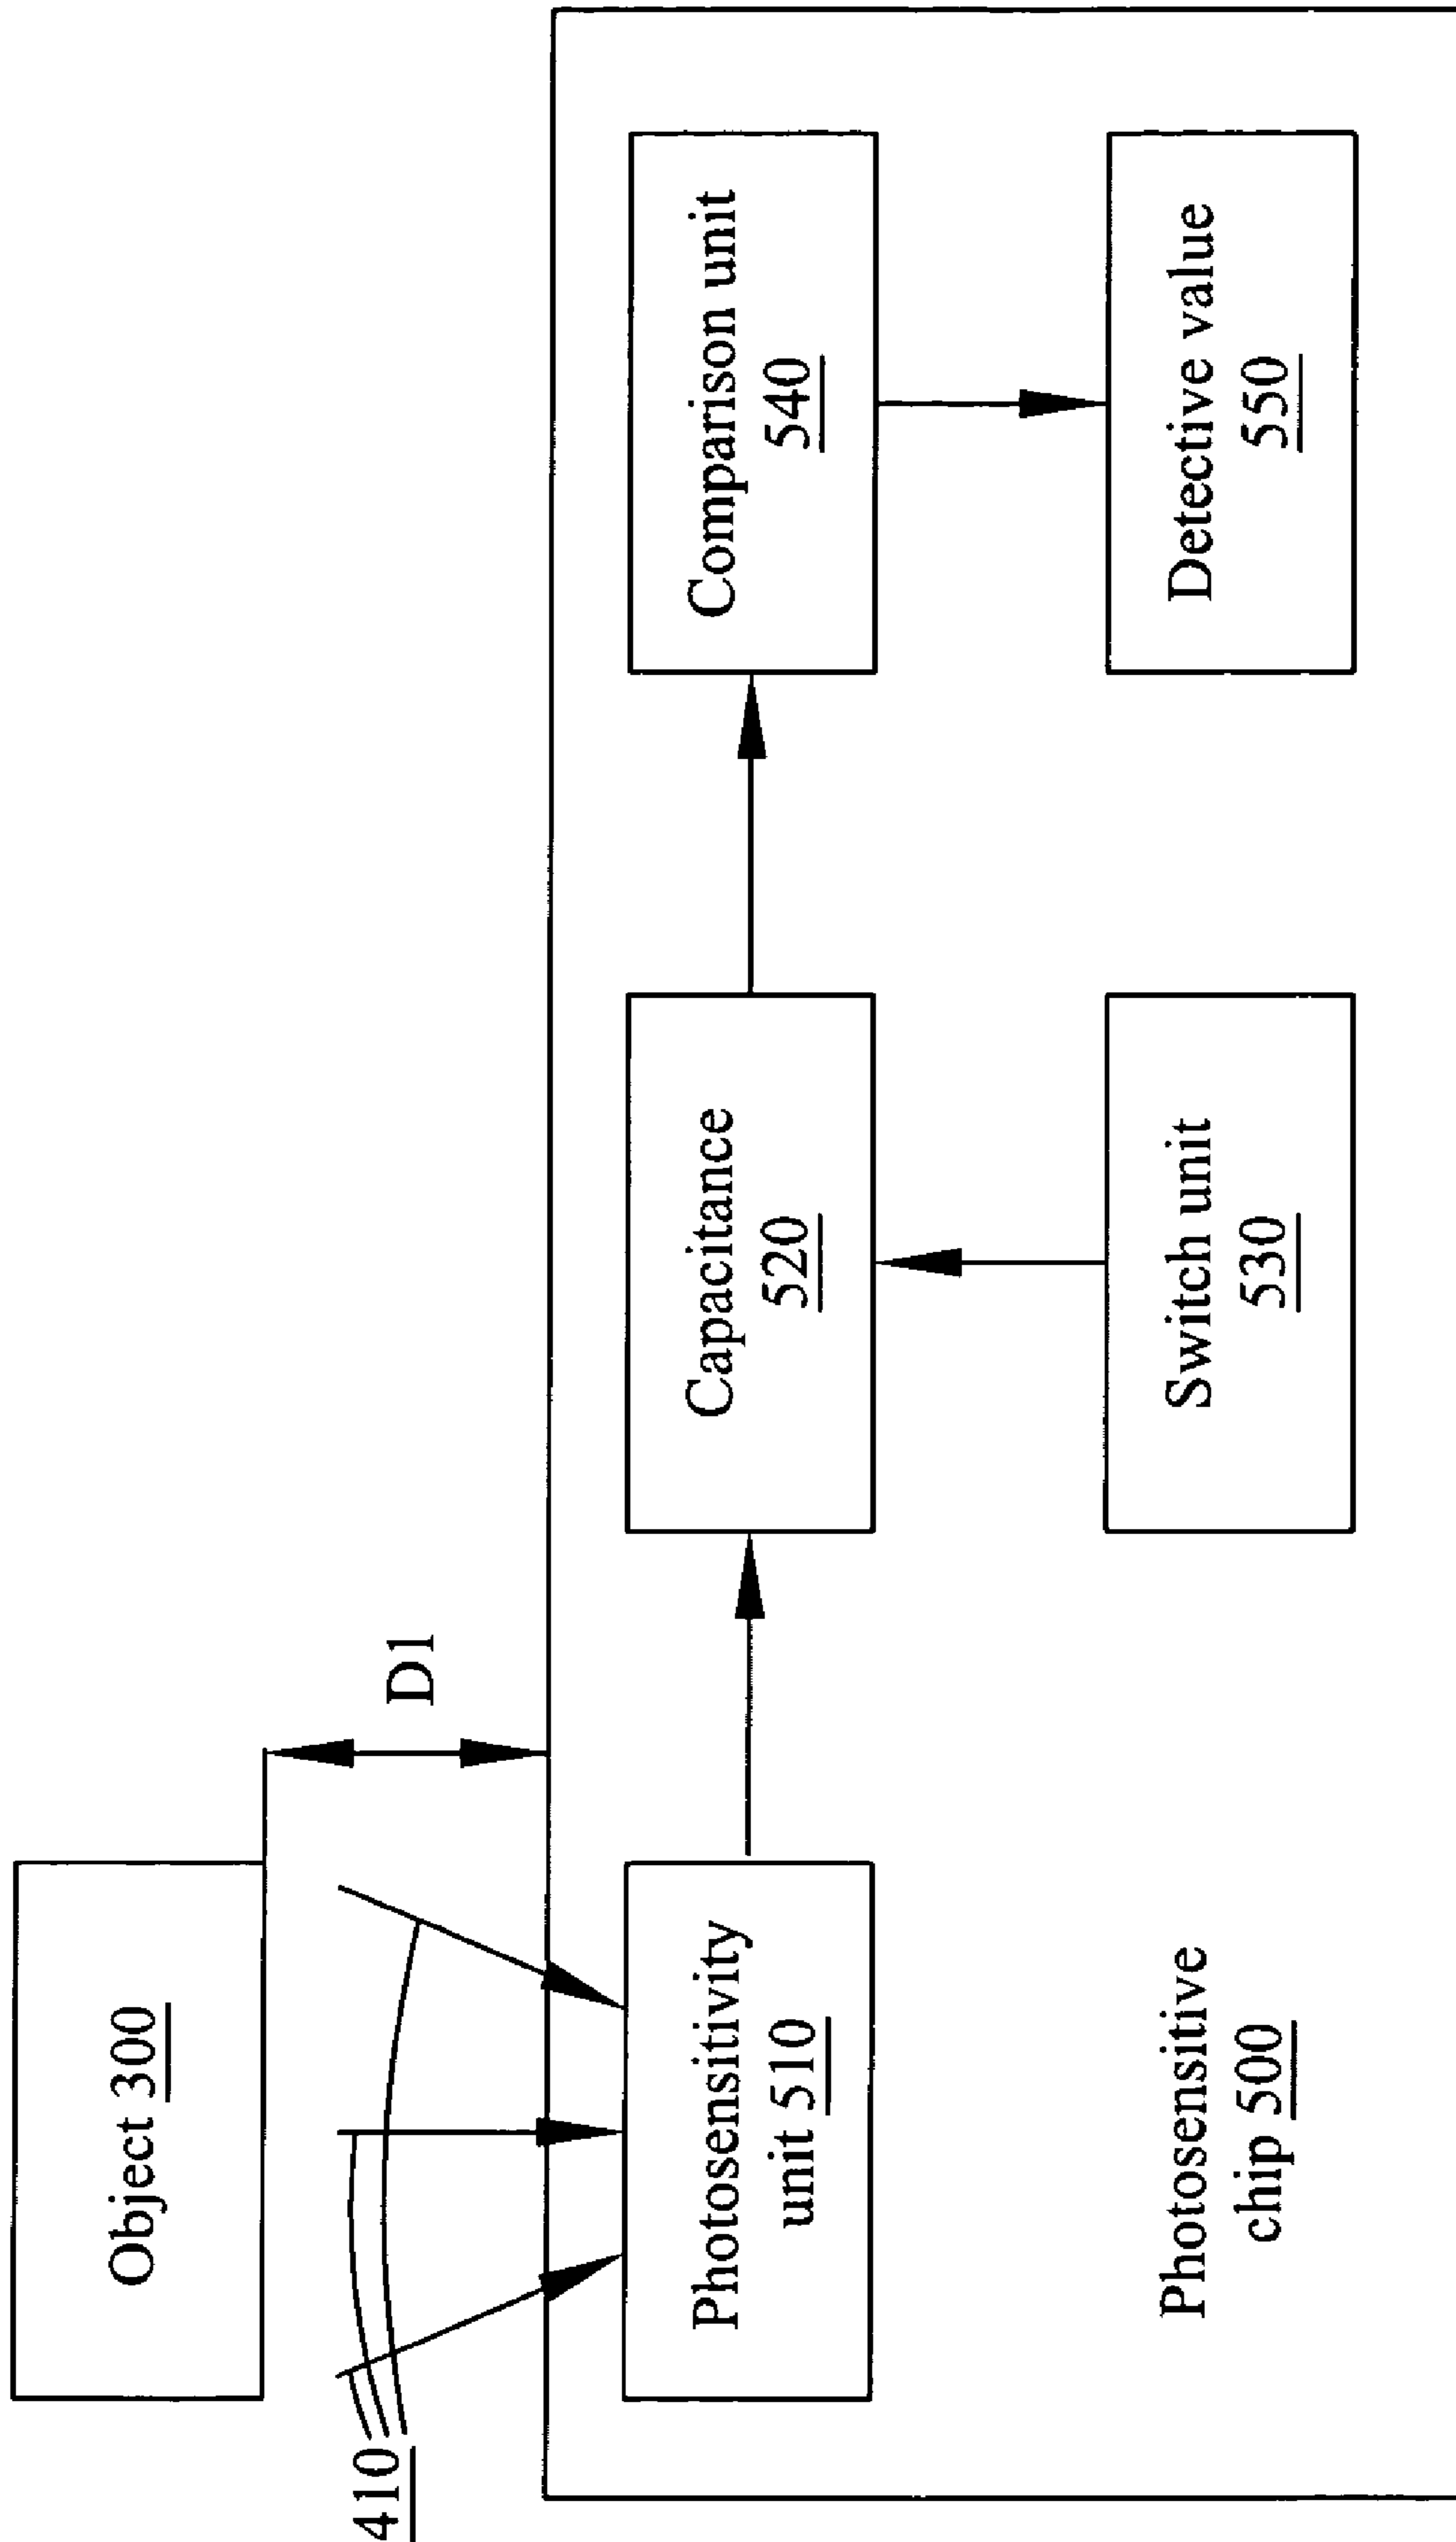 Object 300
D1
410
Photosensitivity
unit 510
Capacitance
520
Comparison unit
540
Photosensitive
chip 500
Switch unit
530
Detective value
550